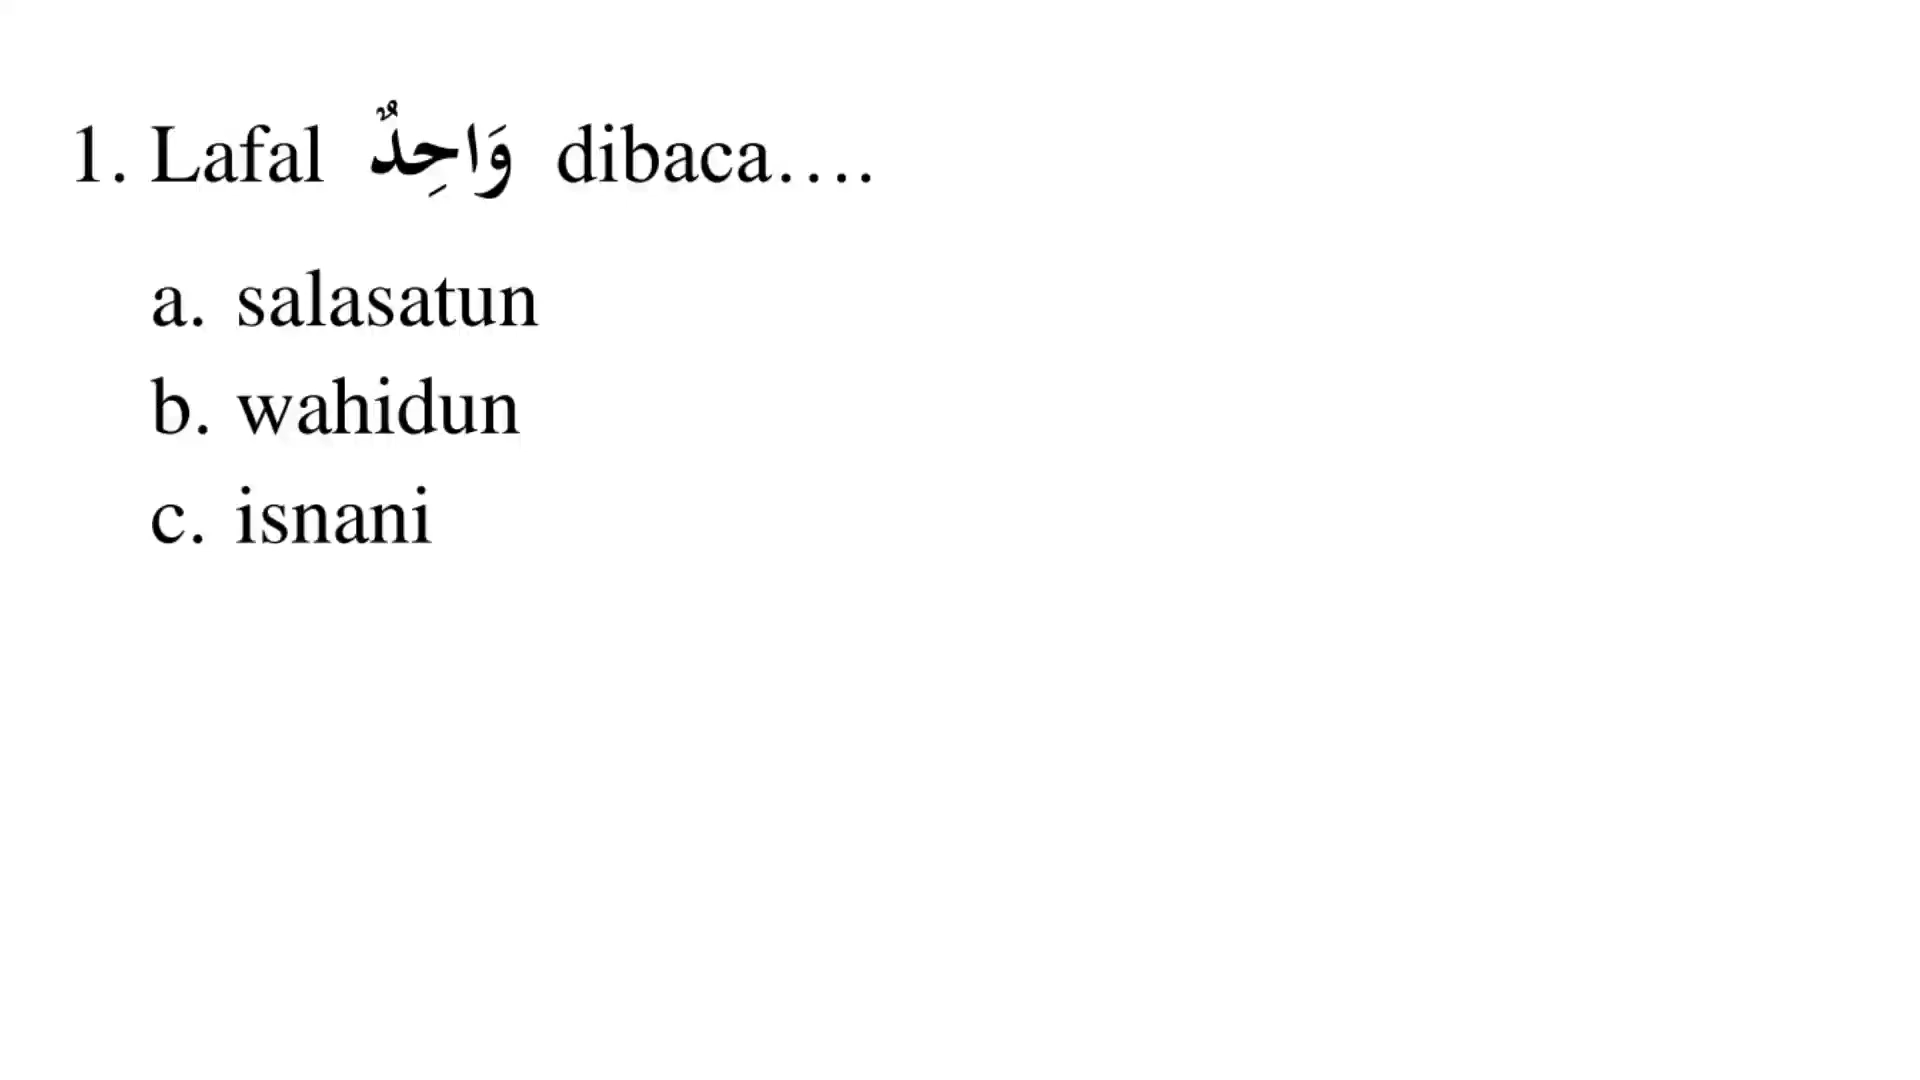 1. Lafal وَاحِدٌ dibaca….
a. salasatun
b. wahidun
c. isnani